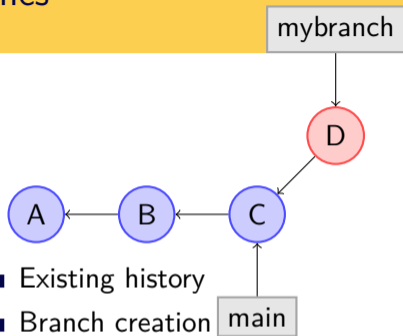 mybranch
D
A B C
Existing history
Branch creation
main